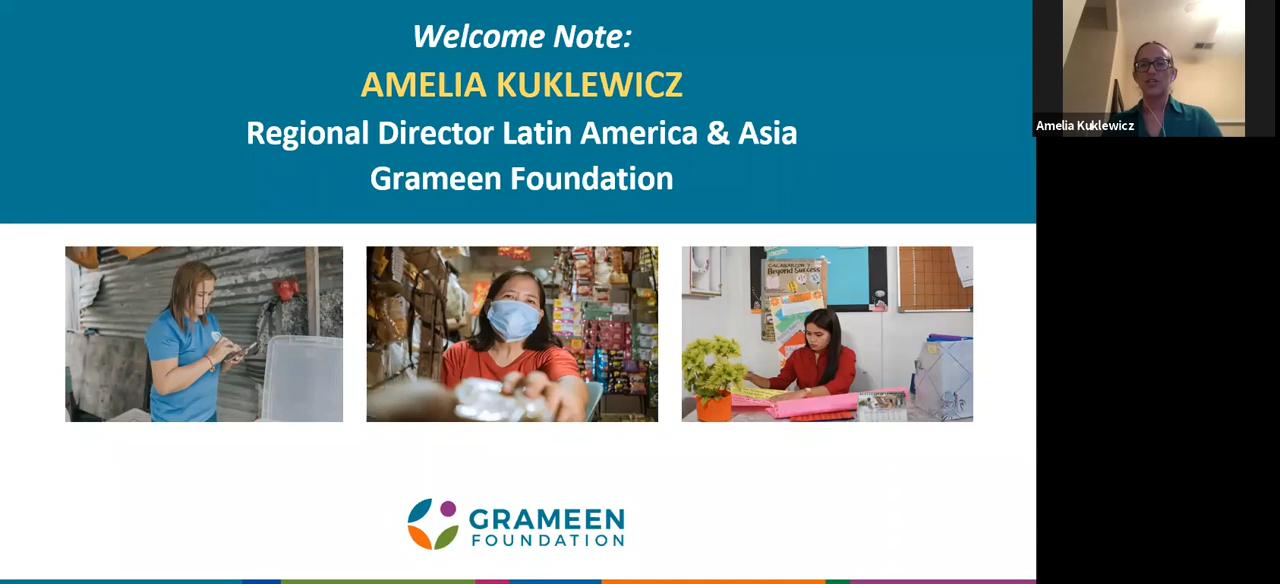 Welcome Note:
AMELIA KUKLEWICZ
Regional Director Latin America & Asia
Grameen Foundation
Amelia Kuklewicz
Beyond Success
GRAMEEN
FOUNDATION